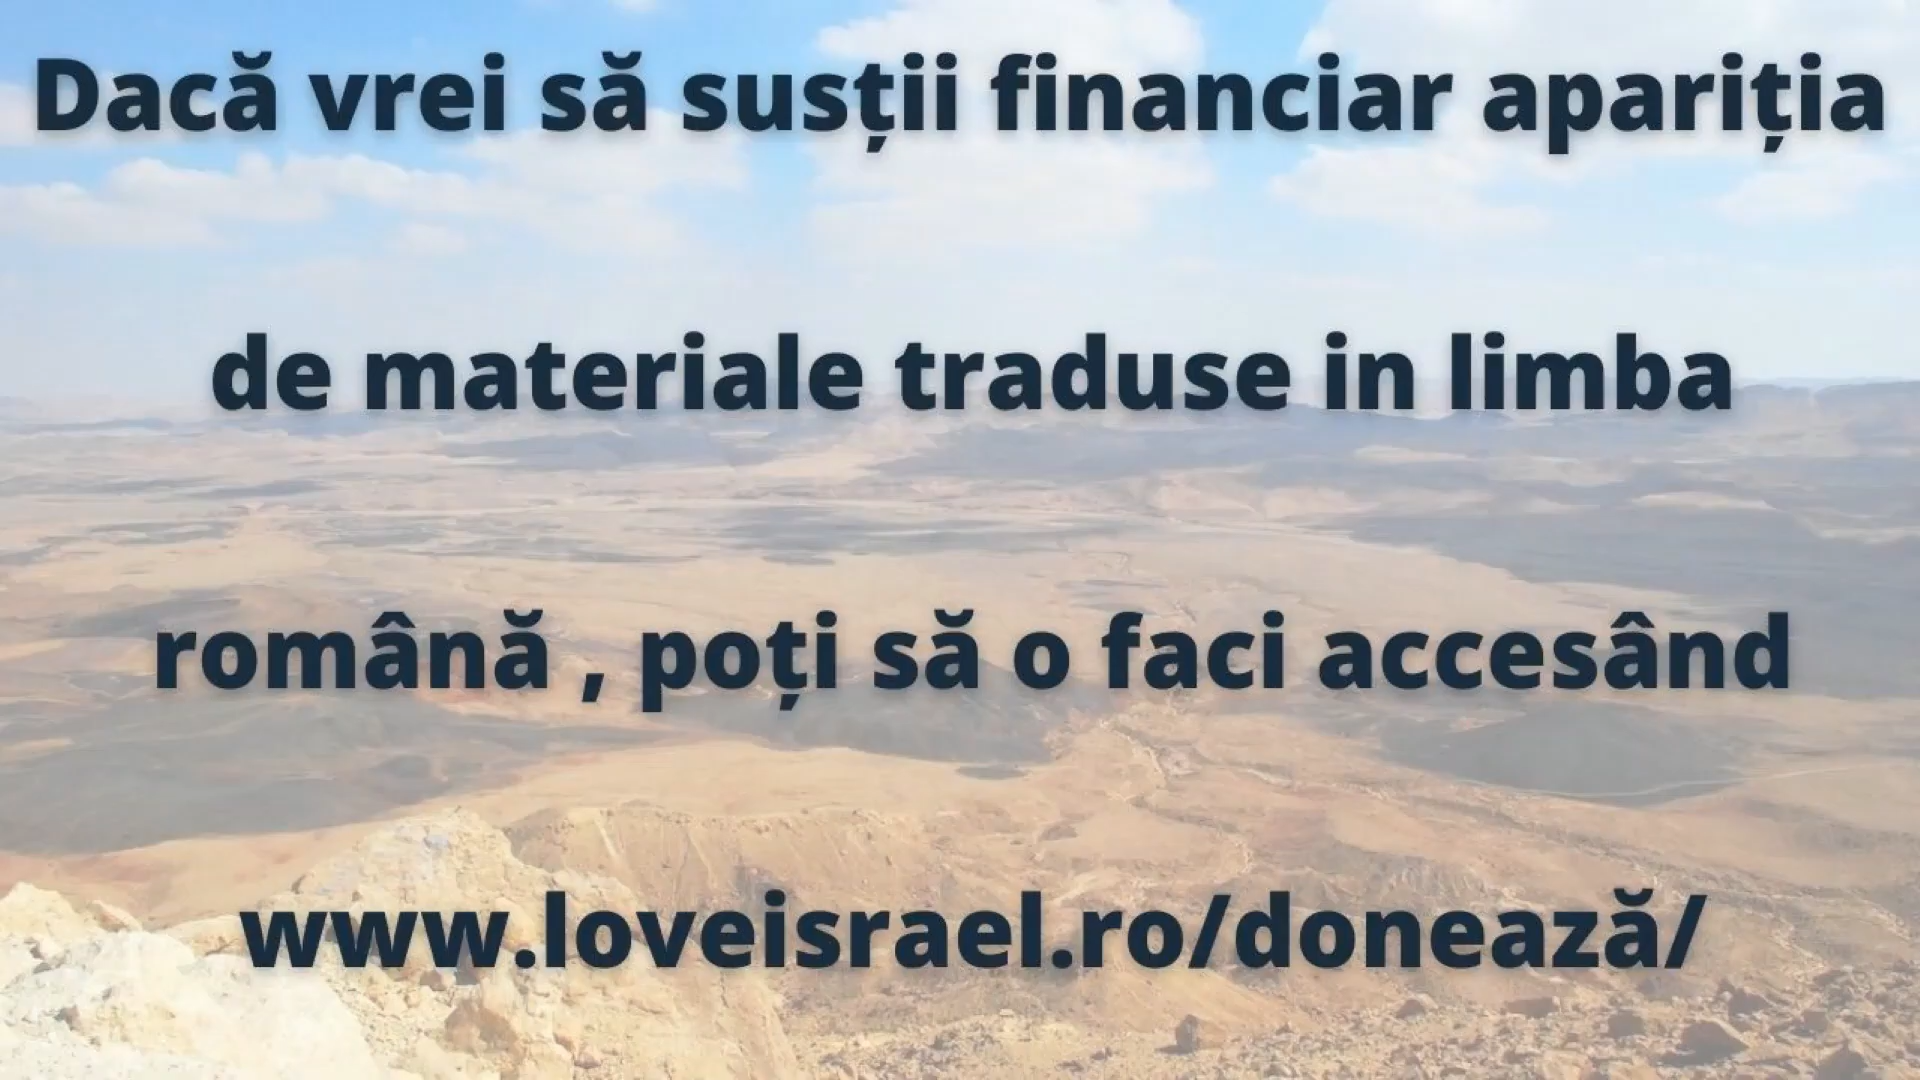 Dacă vrei să susții financiar apariția
de materiale traduse in limba
română , poți să o faci accesând
www.loveisrael.ro/donează/